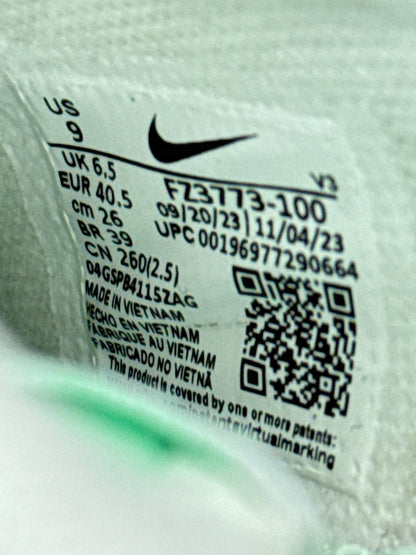 US
9
V3
UK 6.5
FZ3773-100
EUR 40.5
09/20/23 | 11/04/23
cm 26
UPC 00196977290664
BR 39
CN 260(2.5)
04GSPB4115ZAG
MADE IN VIETNAM
HECHO EN VIETNAM
FABRIQUE AU VIETNAM
FABRICADO NO VIETNÃ
This product is covered by one or more patents: